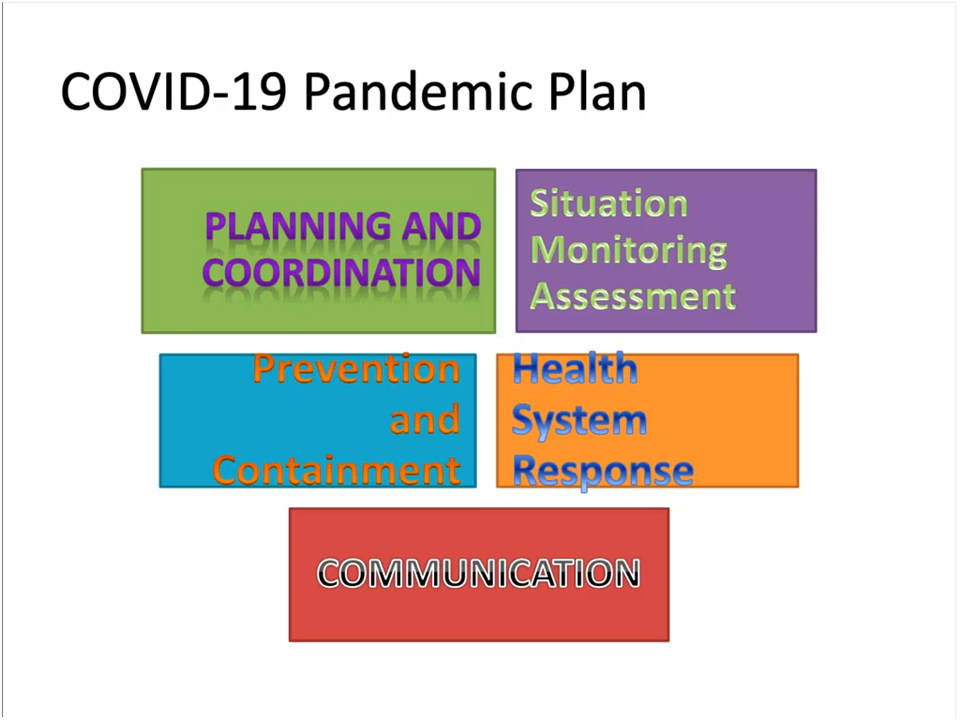 COVID-19 Pandemic Plan
PLANNING AND
COORDINATION
Situation
Monitoring
Assessment
Prevention
and
Containment
Health
System
Response
COMMUNICATION